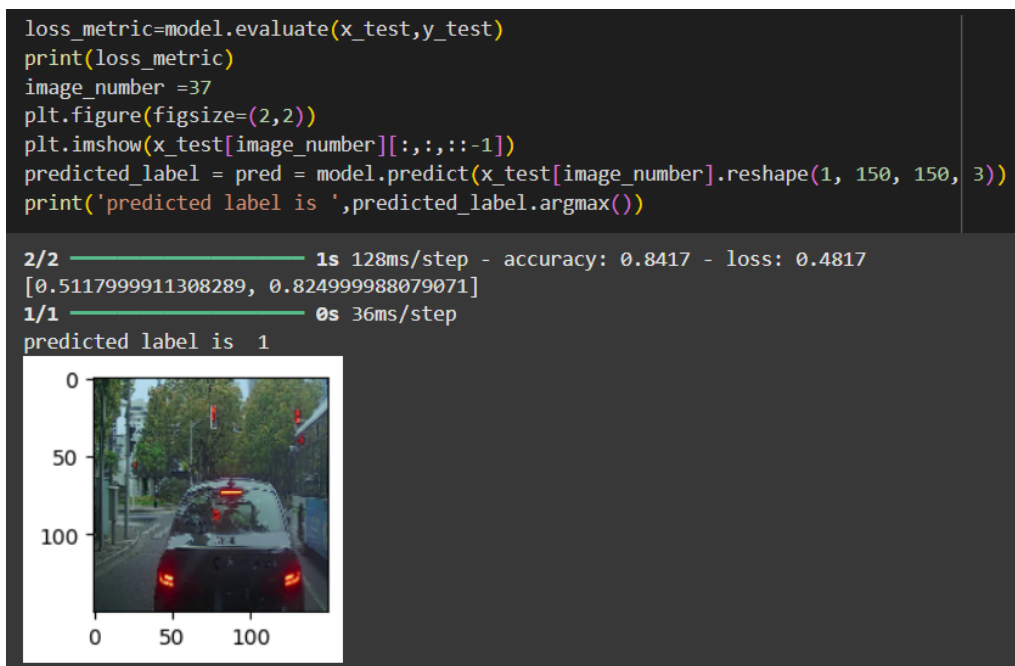 loss_metric=model.evaluate(x_test,y_test)
print(loss_metric)
image_number =37
plt.figure(figsize=(2,2))
plt.imshow(x_test[image_number][:,:,::-1])
predicted_label = pred = model.predict(x_test[image_number].reshape(1, 150, 150, 3))
print('predicted label is ',predicted_label.argmax())
2/2 ━━━━━━━━━━━━━━━━━━━━ 1s 128ms/step - accuracy: 0.8417 - loss: 0.4817
[0.5117999911308289, 0.824999988079071]
1/1 ━━━━━━━━━━━━━━━━━━━━ 0s 36ms/step
predicted label is  1
0
50
100
0 50 100